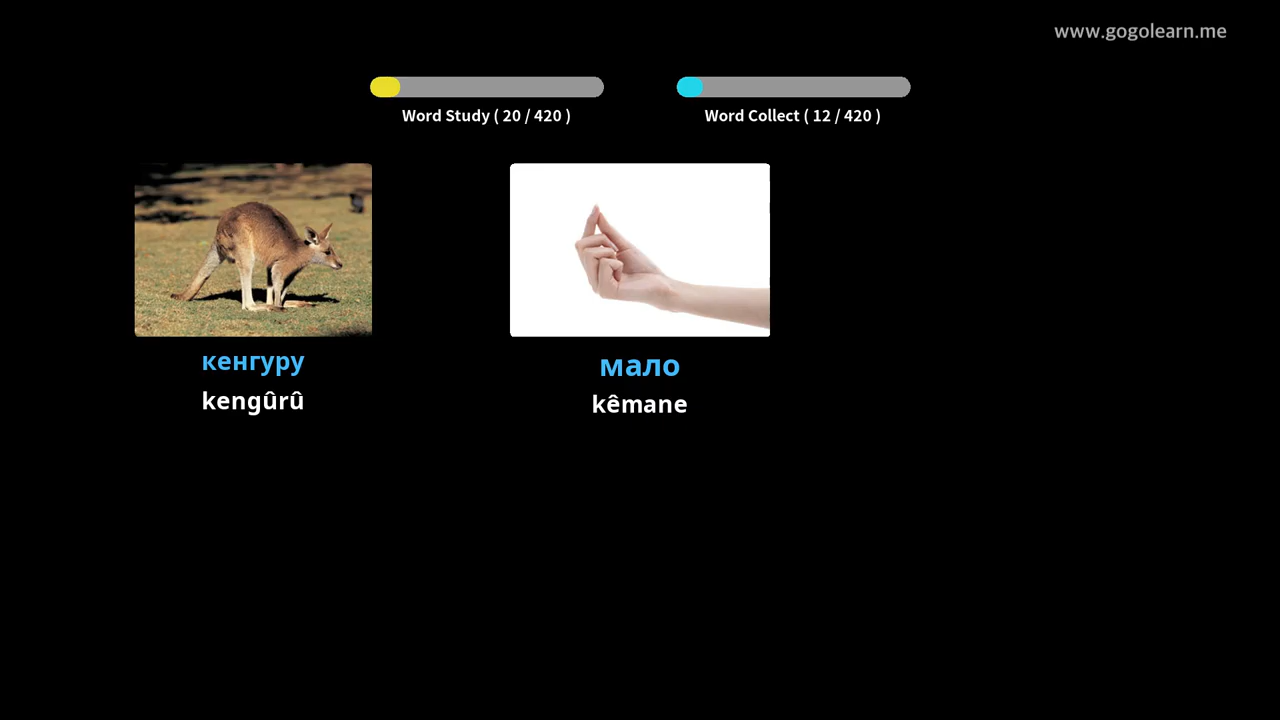 www.gogolearn.me
Word Study ( 20 / 420 )
Word Collect ( 12 / 420 )
кенгуру
kengûrû
мало
kêmane